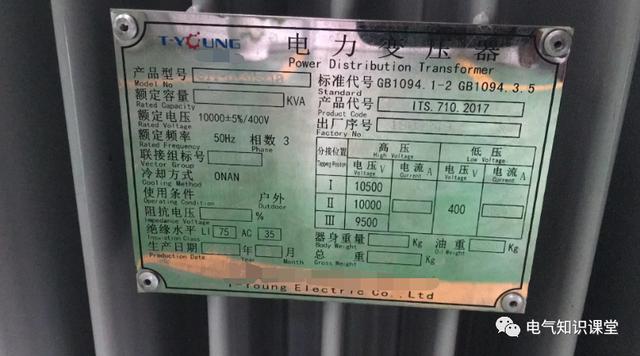 T-YOUNG 电力变压器
Power Distribution Transformer
产品型号
Model No
标准代号 GB1094.1-2 GB1094.3.5
Standard
额定容量 KVA
Rated Capacity
产品代号 ITS.710.2017
Product Code
额定电压 10000±5%/400V
Rated Voltage
出厂序号
Factory No
额定频率 50Hz 相数 3
Rated Frequency Phase
联接组标号
Vector Group
冷却方式 ONAN
Cooling Method
使用条件 户外
Operating Condition Outdoor
阻抗电压 %
Impedance Voltage
绝缘水平 LI 75 AC 35
Insulation Class
生产日期 年 月
Production Date Year Month
分接位置 高压 低压
Tapping Position High Voltage Low Voltage
电压V 电流A 电压V 电流A
Voltage Current Voltage Current
I 10500
II 10000 400
III 9500
器身重量 Kg 油重 Kg
Body Weight Oil Weight
总重 Kg
Gross Weight
T-Young Electric Co.,Ltd
电气知识课堂